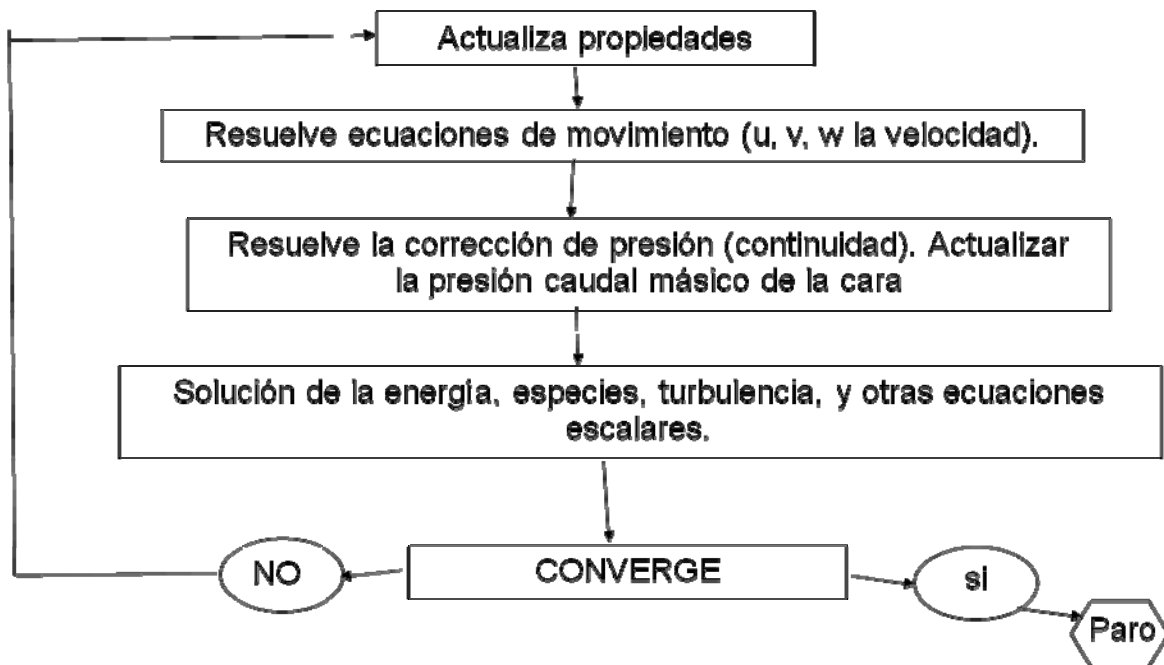 Actualiza propiedades
Resuelve ecuaciones de movimiento (u, v, w la velocidad).
Resuelve la corrección de presión (continuidad). Actualizar
la presión caudal másico de la cara
Solución de la energía, especies, turbulencia, y otras ecuaciones
escalares.
NO
CONVERGE
si
Paro